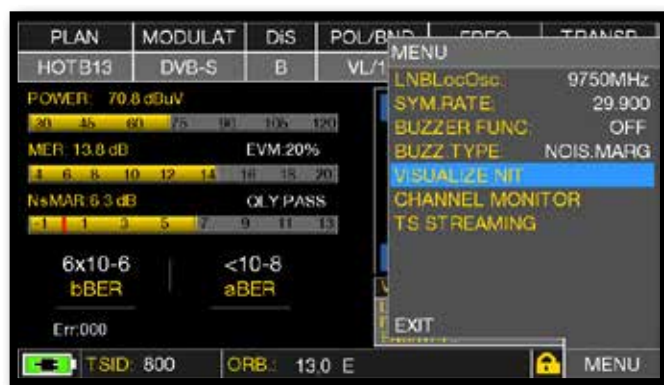 PLAN MODULAT DiS POL/BND FREQ TRANSP
HOTB13 DVB-S B VL/1
MENU
LNBLocOsc: 9750MHz
SYM.RATE: 29.900
BUZZER FUNC: OFF
BUZZ.TYPE: NOIS.MARG
VISUALIZE NIT
CHANNEL MONITOR
TS STREAMING
EXIT
POWER: 70,8 dBuV
30 45 60 75 90 105 120
MER: 13.8 dB EVM:20%
4 6 8 10 12 14 16 18 20
NsMAR:6.3 dB QLY:PASS
-1 1 3 5 7 9 11 13
6x10-6 <10-8
bBER aBER
Err:000
TSID: 800 ORB.: 13.0 E MENU